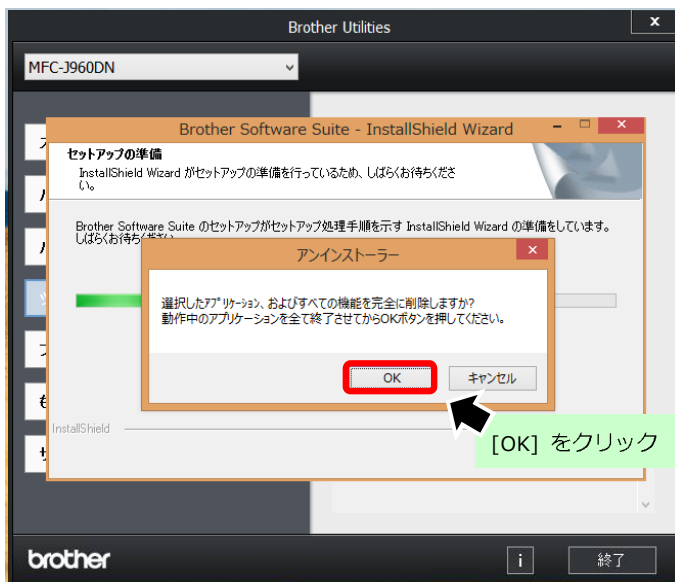 Brother Utilities
x
MFC-J960DN
Brother Software Suite - InstallShield Wizard
セットアップの準備
InstallShield Wizard がセットアップの準備を行っているため、しばらくお待ちくださ
い。
Brother Software Suite のセットアップがセットアップ処理手順を示す InstallShield Wizard の準備をしています。
しばらくお待ち
アンインストーラー
選択したｱﾌﾟﾘｹｰｼｮﾝ、およびすべての機能を完全に削除しますか?
動作中のアプリケーションを全て終了させてからOKボタンを押してください。
OK
キャンセル
InstallShield
[OK] をクリック
brother
i
終了